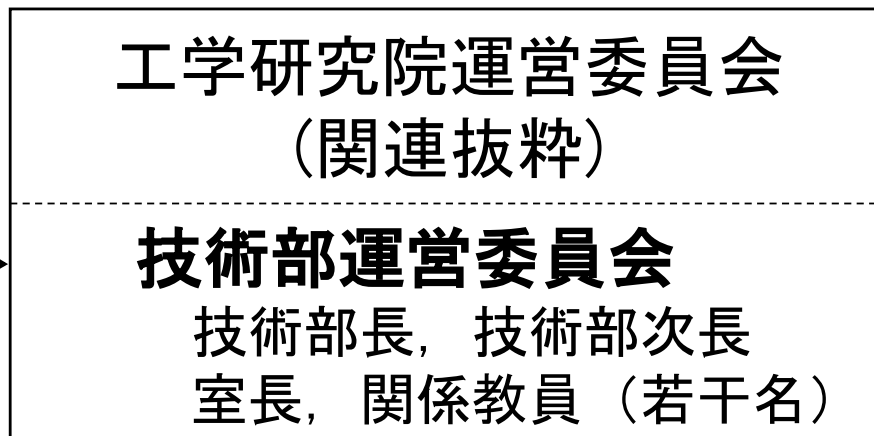 工学研究院運営委員会
（関連抜粋）
技術部運営委員会
技術部長，技術部次長
室長，関係教員（若干名）